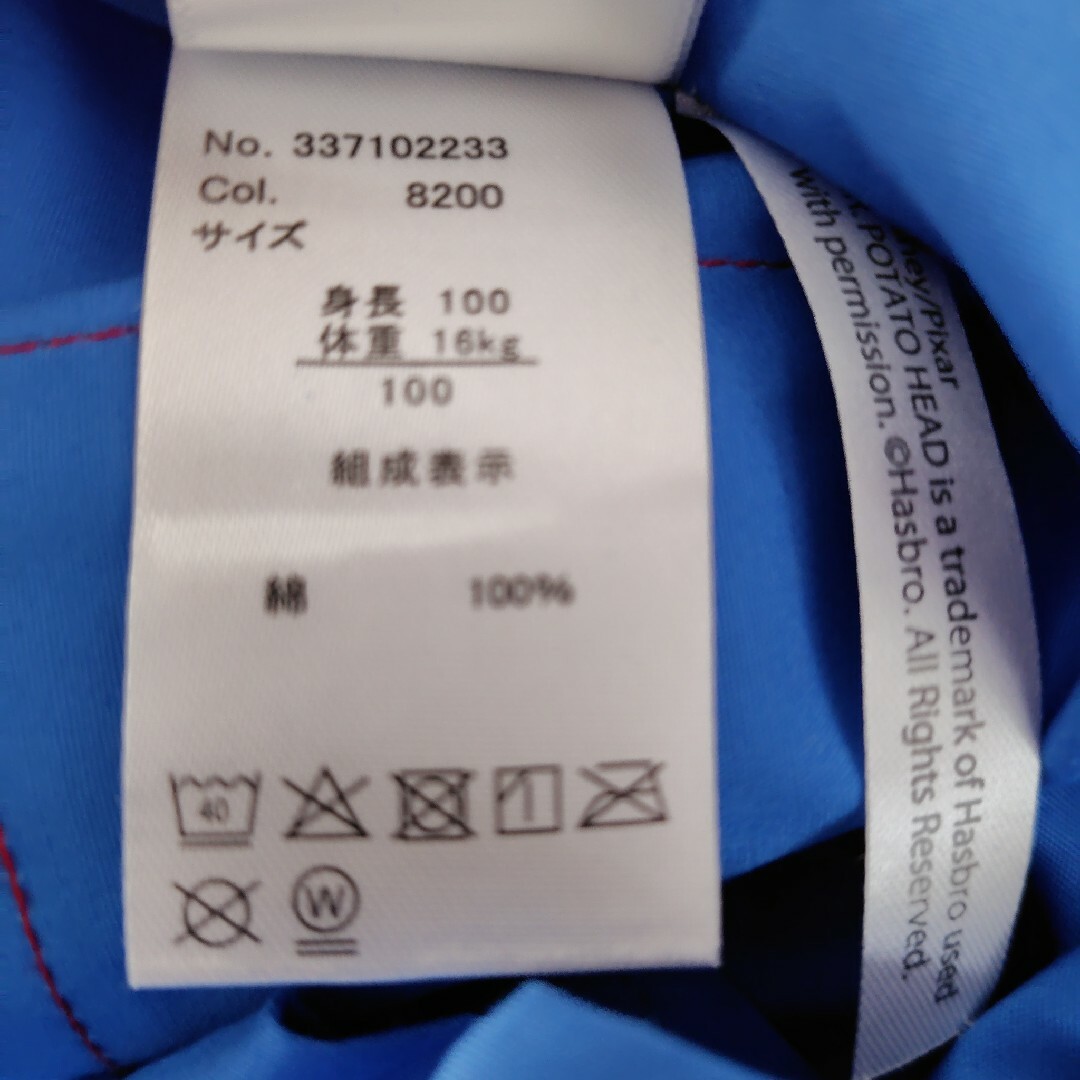 No. 337102233
Col. 8200
サイズ
身長 100
体重 16kg
100
組成表示
綿 100%
40
W
ney/Pixar
POTATO HEAD is a trademark of Hasbro used
with permission. ©Hasbro. All Rights Reserved.